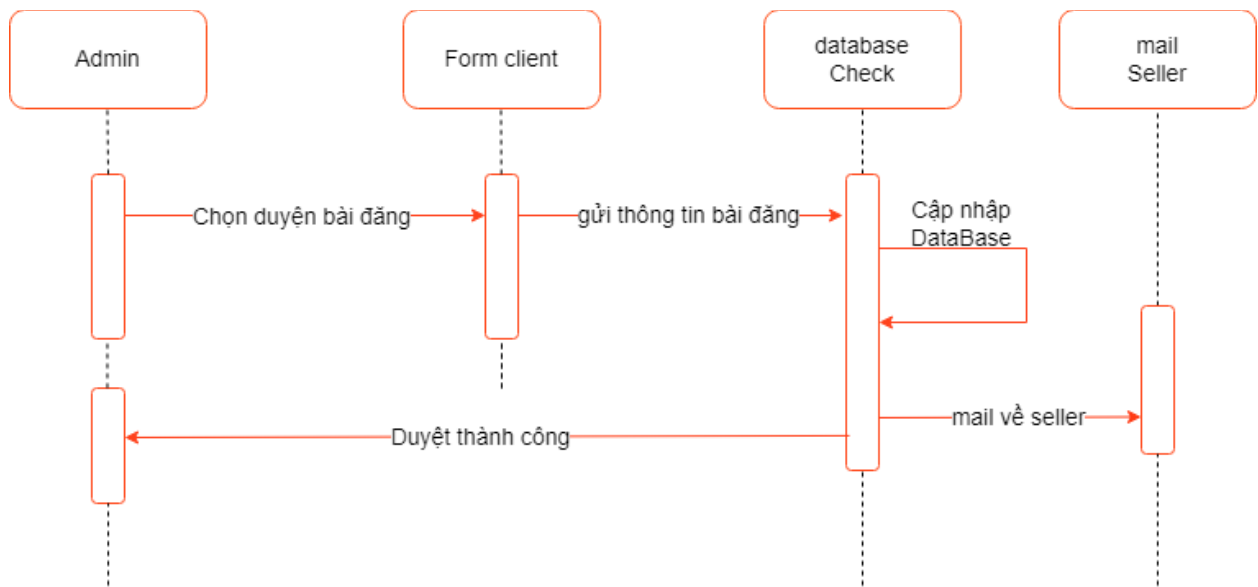 Admin
Form client
database
Check
mail
Seller
Chọn duyện bài đăng
gửi thông tin bài đăng
Cập nhập
DataBase
mail về seller
Duyệt thành công